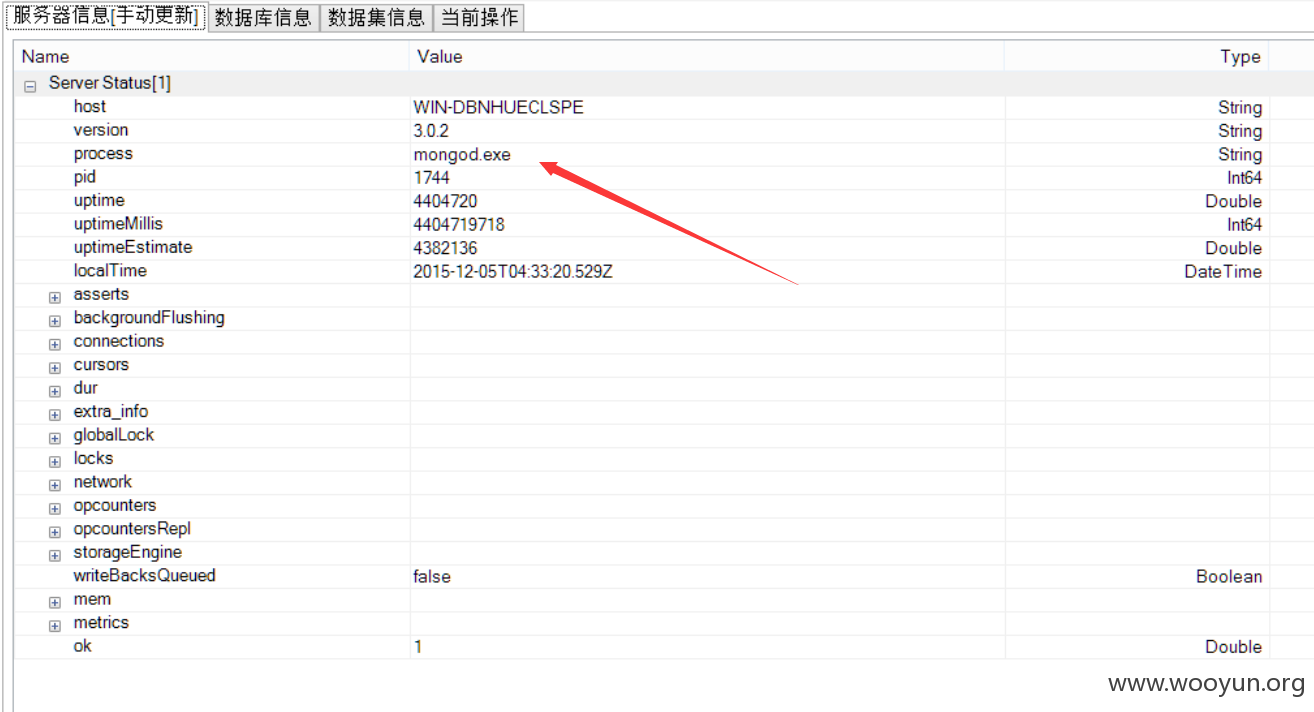 服务器信息[手动更新] 数据库信息 数据集信息 当前操作
Name Value Type
Server Status[1]
host WIN-DBNHUECLSPE String
version 3.0.2 String
process mongod.exe String
pid 1744 Int64
uptime 4404720 Double
uptimeMillis 4404719718 Int64
uptimeEstimate 4382136 Double
localTime 2015-12-05T04:33:20.529Z DateTime
asserts
backgroundFlushing
connections
cursors
dur
extra_info
globalLock
locks
network
opcounters
opcountersRepl
storageEngine
writeBacksQueued false Boolean
mem
metrics
ok 1 Double
www.wooyun.org